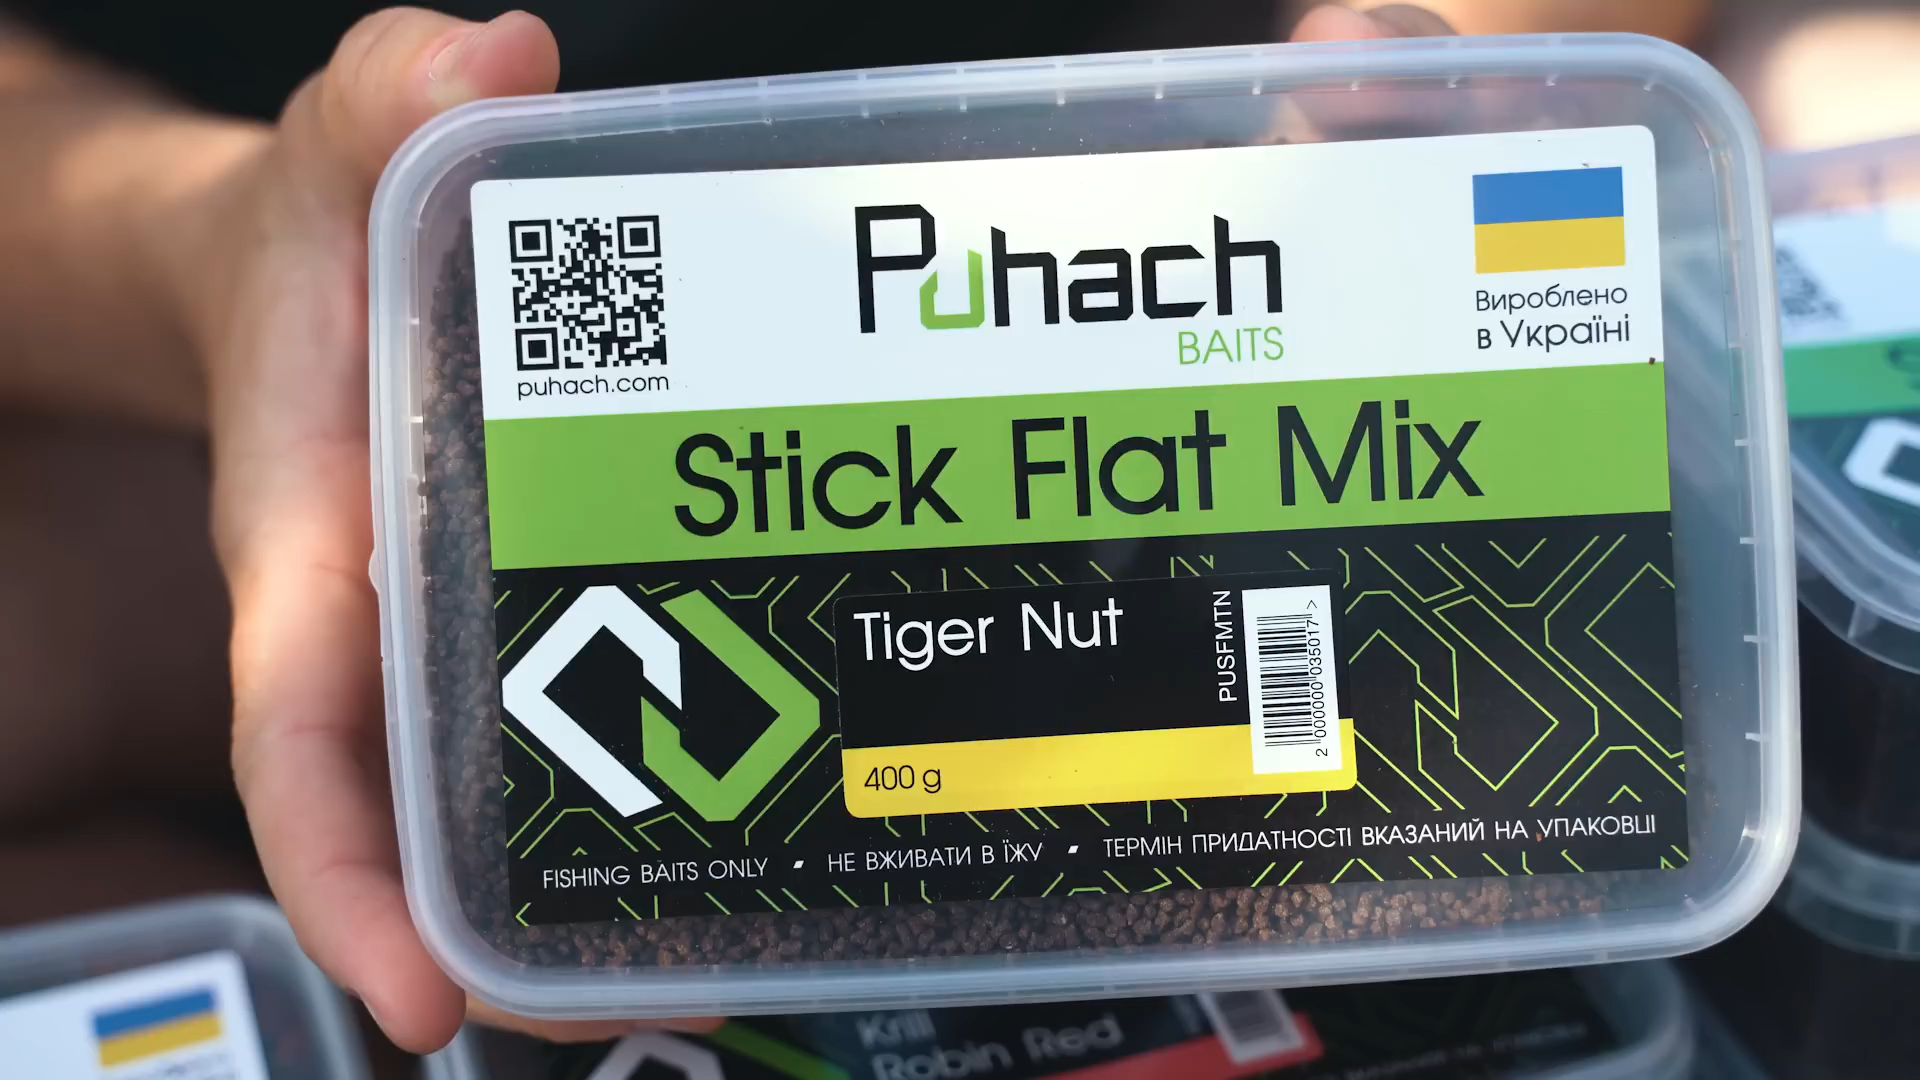 Puhach
BAITS
puhach.com
Вироблено
в Україні
Stick Flat Mix
Tiger Nut
PUSFMTN
2 000000 035017 >
400 g
FISHING BAITS ONLY - НЕ ВЖИВАТИ В ЇЖУ - ТЕРМІН ПРИДАТНОСТІ ВКАЗАНИЙ НА УПАКОВЦІ
Krill
Robin Red